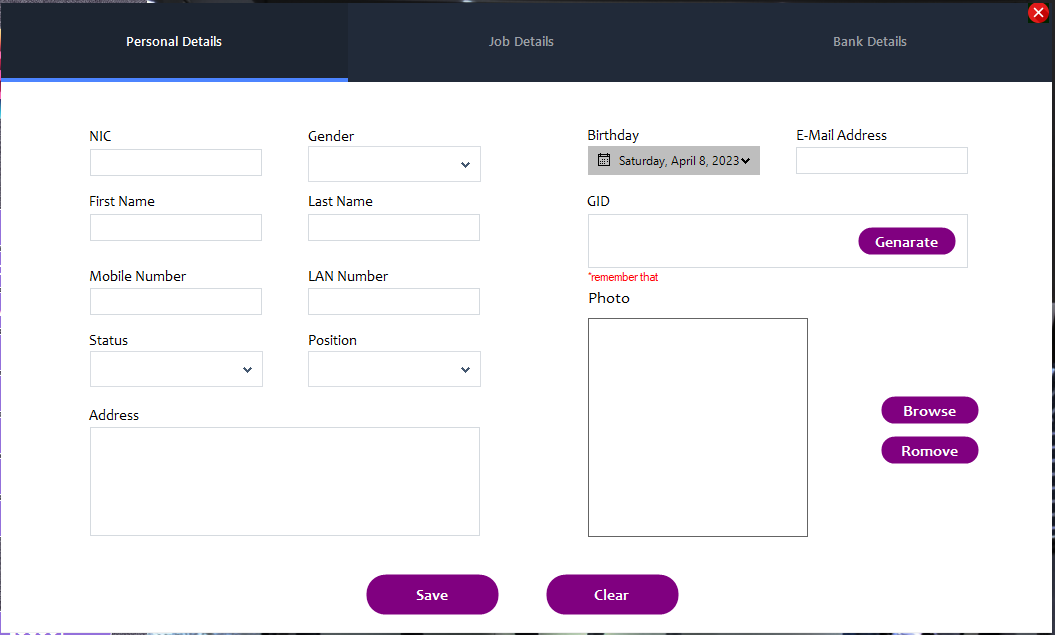 Personal Details
Job Details
Bank Details
NIC
Gender
Birthday
E-Mail Address
Saturday, April 8, 2023
First Name
Last Name
GID
Genarate
*remember that
Mobile Number
LAN Number
Photo
Status
Position
Address
Browse
Romove
Save
Clear